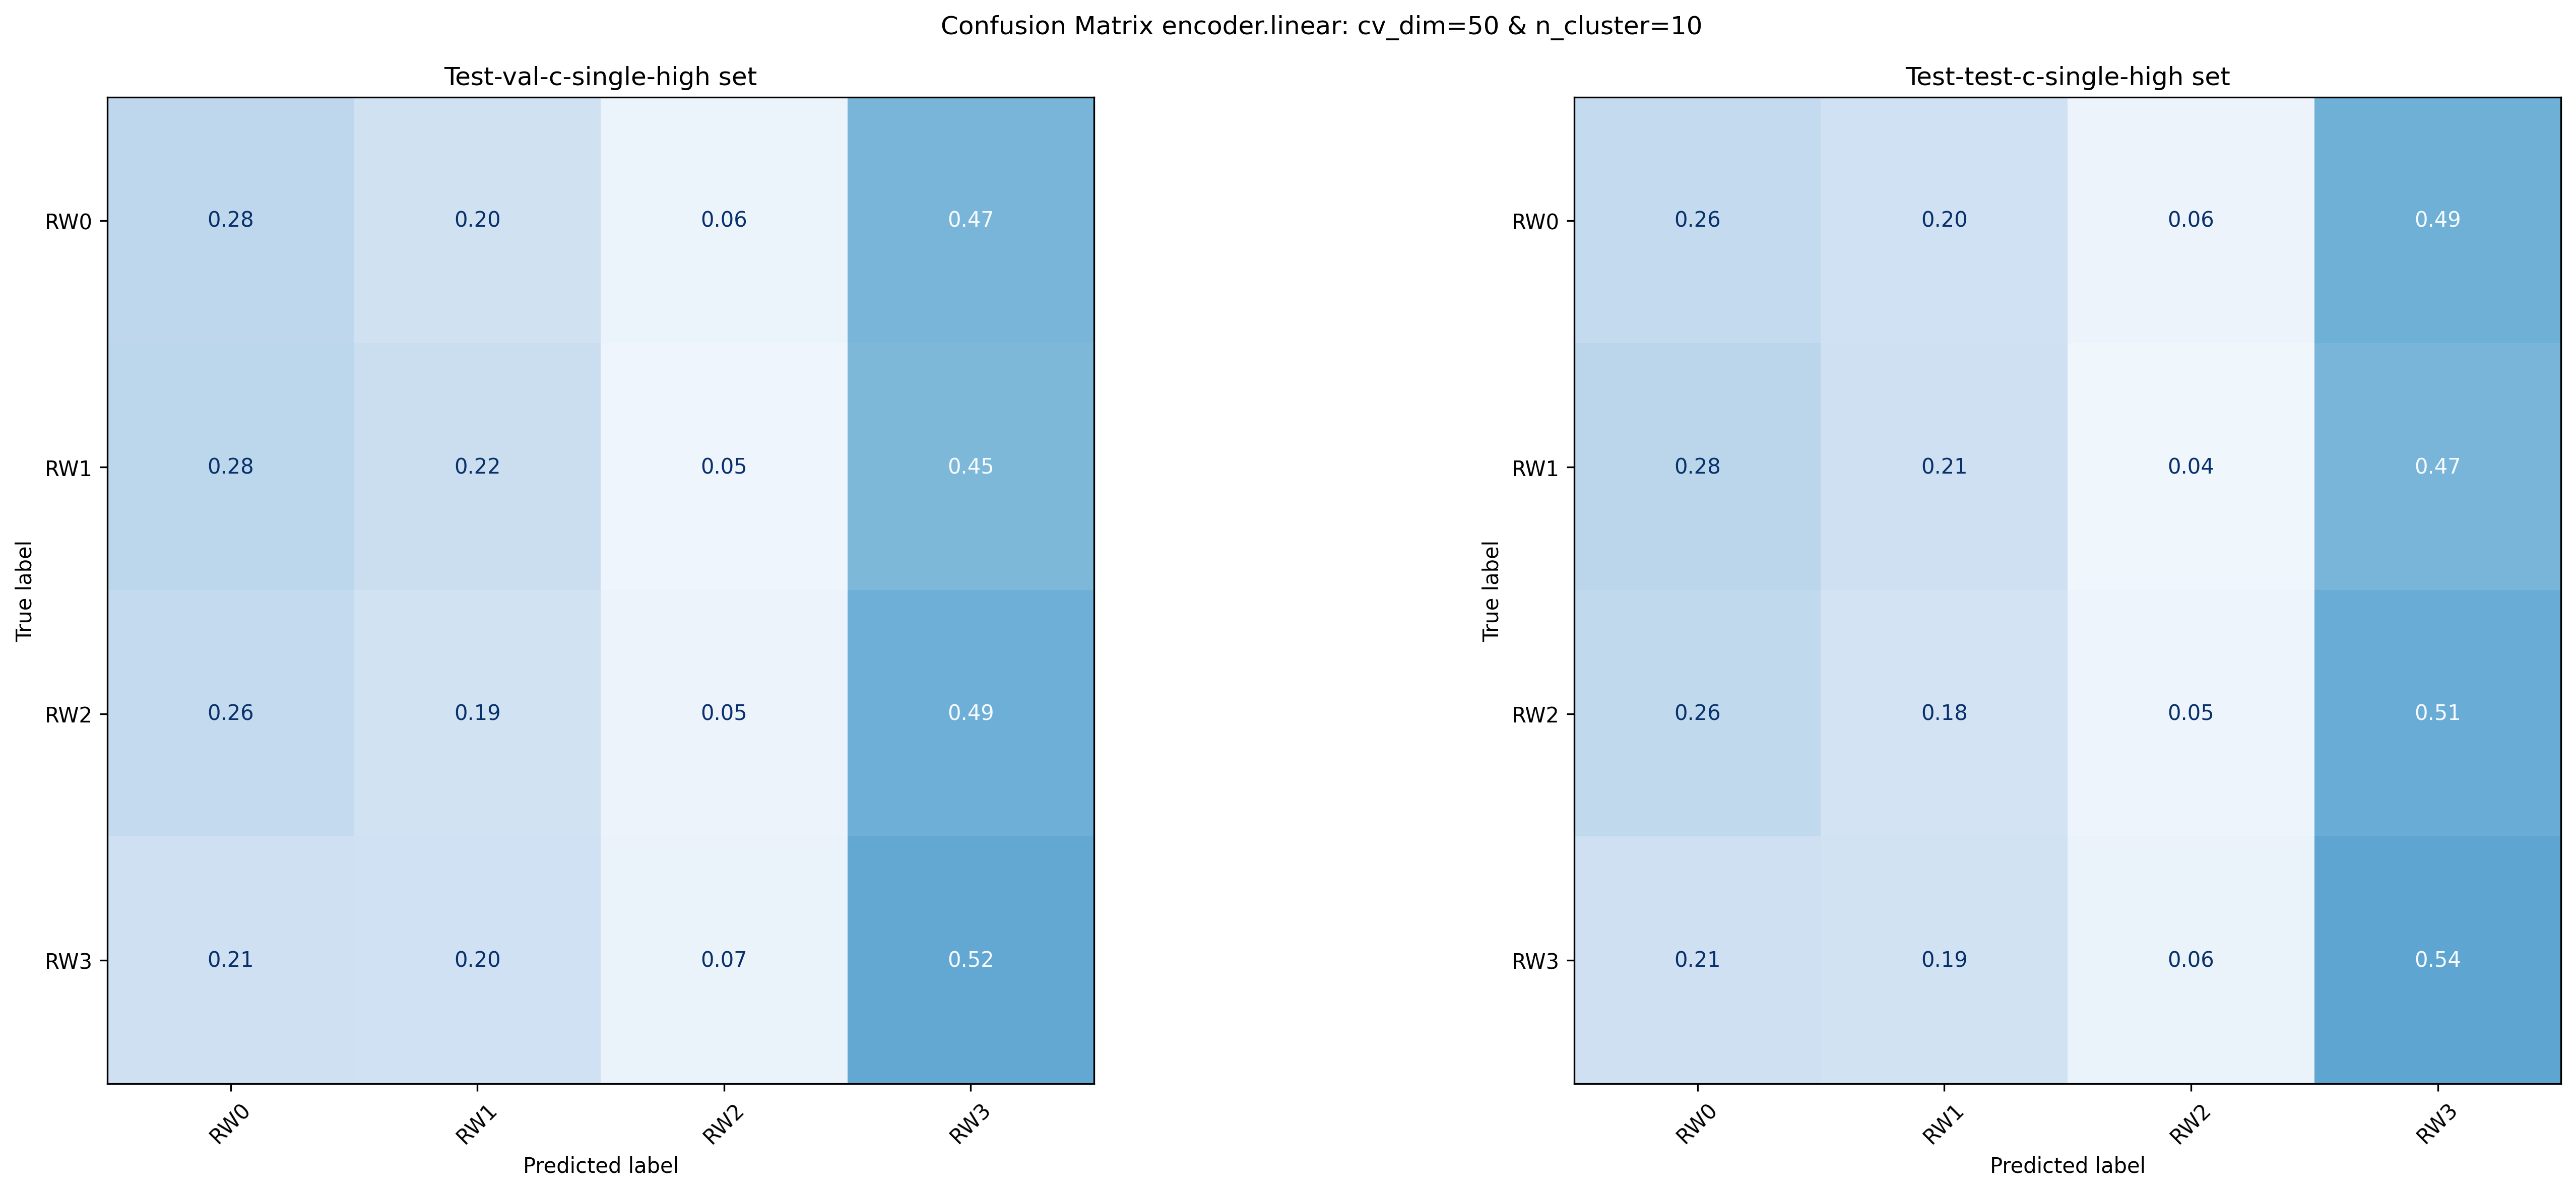 Confusion Matrix encoder.linear: cv_dim=50 & n_cluster=10
Test-val-c-single-high set
True label
RW0 0.28 0.20 0.06 0.47
RW1 0.28 0.22 0.05 0.45
RW2 0.26 0.19 0.05 0.49
RW3 0.21 0.20 0.07 0.52
RW0 RW1 RW2 RW3
Predicted label
Test-test-c-single-high set
True label
RW0 0.26 0.20 0.06 0.49
RW1 0.28 0.21 0.04 0.47
RW2 0.26 0.18 0.05 0.51
RW3 0.21 0.19 0.06 0.54
RW0 RW1 RW2 RW3
Predicted label